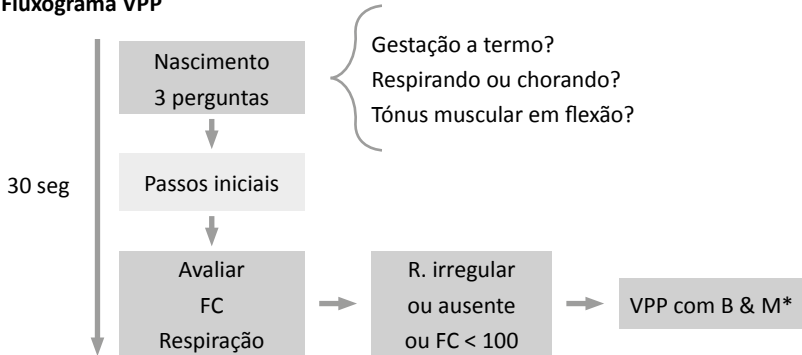 Fluxograma VPP
Nascimento
3 perguntas
Gestação a termo?
Respirando ou chorando?
Tónus muscular em flexão?
30 seg
Passos iniciais
Avaliar
FC
Respiração
R. irregular
ou ausente
ou FC < 100
VPP com B & M*